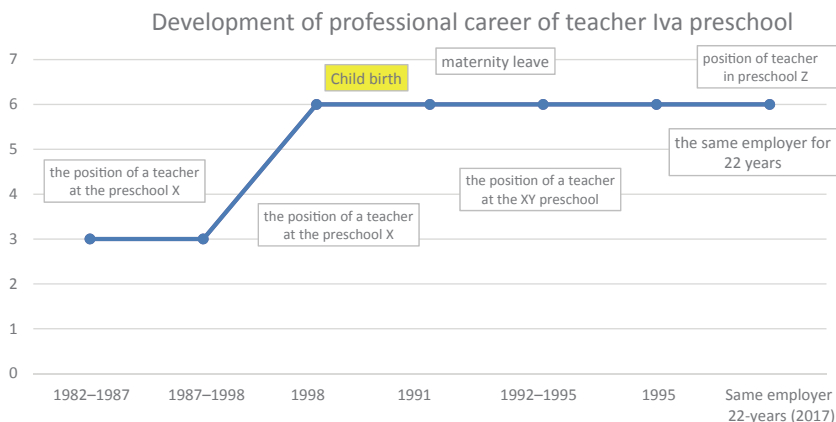 Development of professional career of teacher Iva preschool
7
6
5
4
3
2
1
0
Child birth
maternity leave
position of teacher
in preschool Z
the same employer for
22 years
the position of a teacher
at the preschool X
the position of a teacher
at the XY preschool
the position of a teacher
at the preschool X
1982–1987
1987–1998
1998
1991
1992–1995
1995
Same employer
22-years (2017)